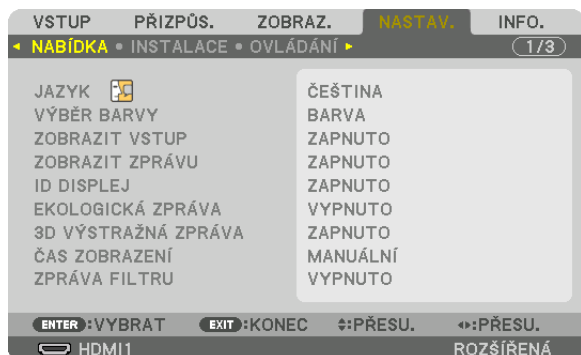 VSTUP PŘIZPŮS. ZOBRAZ. NASTAV. INFO.
NABÍDKA INSTALACE OVLÁDÁNÍ 1/3
JAZYK ČEŠTINA
VÝBĚR BARVY BARVA
ZOBRAZIT VSTUP ZAPNUTO
ZOBRAZIT ZPRÁVU ZAPNUTO
ID DISPLEJ ZAPNUTO
EKOLOGICKÁ ZPRÁVA VYPNUTO
3D VÝSTRAŽNÁ ZPRÁVA ZAPNUTO
ČAS ZOBRAZENÍ MANUÁLNÍ
ZPRÁVA FILTRU VYPNUTO
ENTER :VYBRAT EXIT :KONEC :PŘESU. :PŘESU.
HDMI1 ROZŠÍŘENÁ